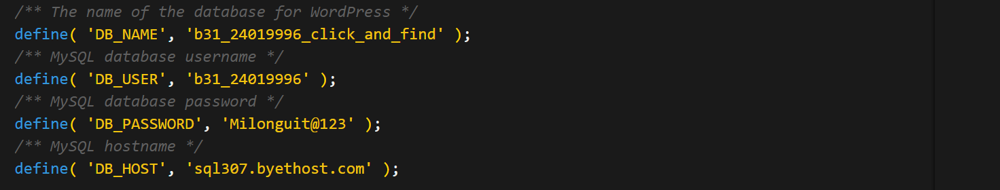 /** The name of the database for WordPress */
define( 'DB_NAME', 'b31_24019996_click_and_find' );
/** MySQL database username */
define( 'DB_USER', 'b31_24019996' );
/** MySQL database password */
define( 'DB_PASSWORD', 'Milonguit@123' );
/** MySQL hostname */
define( 'DB_HOST', 'sql307.byethost.com' );